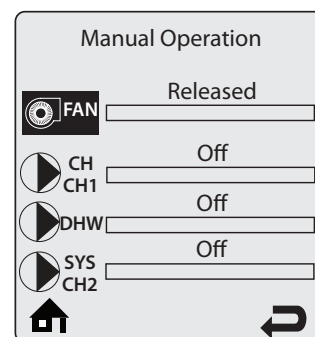 Manual Operation
Released
FAN
Off
CH
CH1
Off
DHW
Off
SYS
CH2